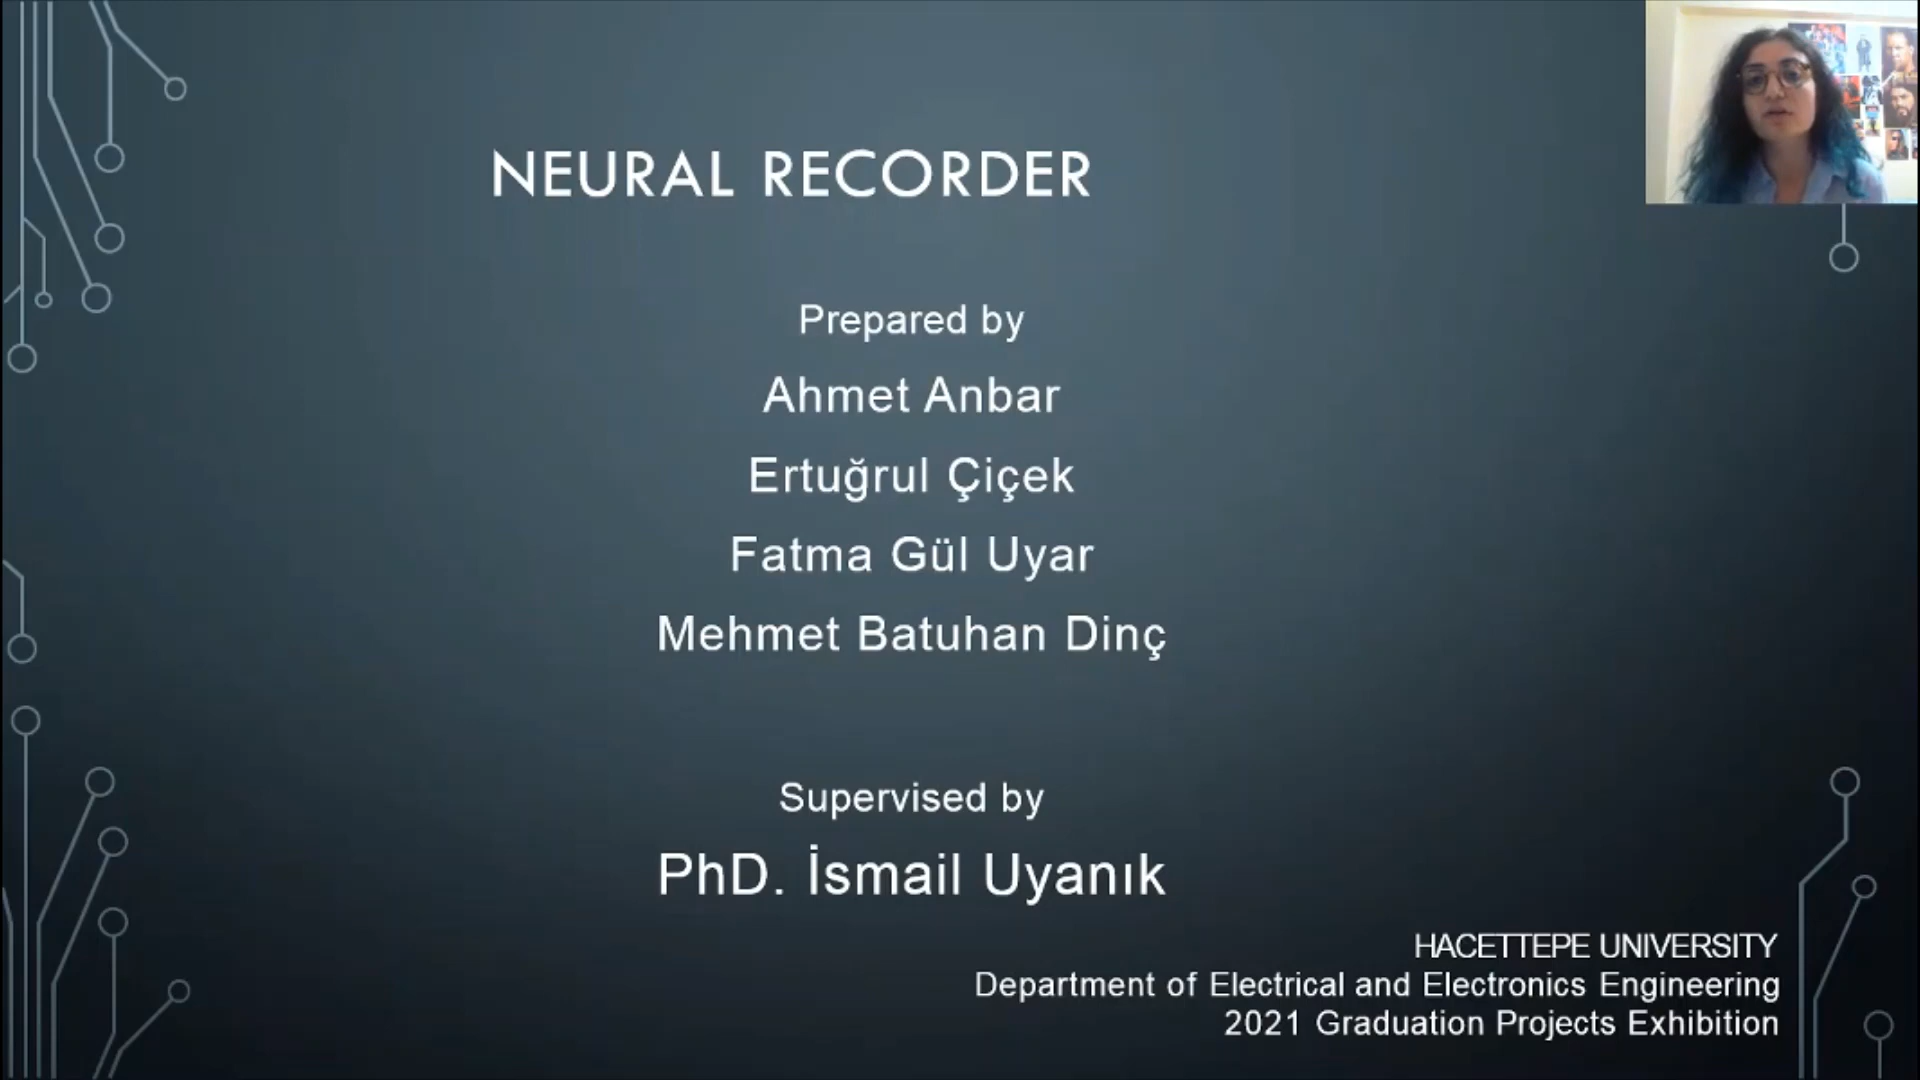 NEURAL RECORDER
Prepared by
Ahmet Anbar
Ertuğrul Çiçek
Fatma Gül Uyar
Mehmet Batuhan Dinç
Supervised by
PhD. İsmail Uyanık
HACETTEPE UNIVERSITY
Department of Electrical and Electronics Engineering
2021 Graduation Projects Exhibition